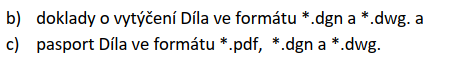 b) doklady o vytýčení Díla ve formátu *.dgn a *.dwg. a
c) pasport Díla ve formátu *.pdf, *.dgn a *.dwg.